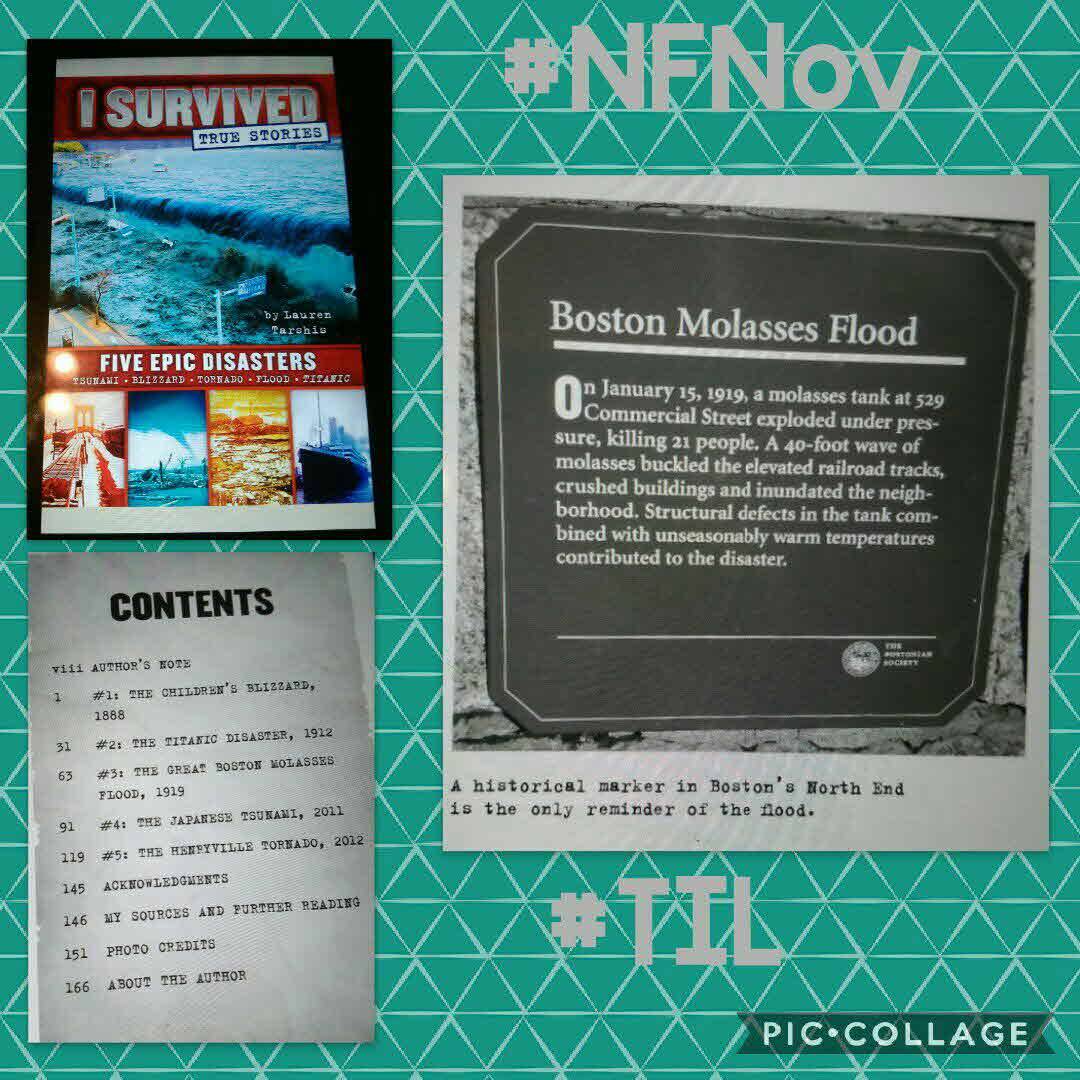 #NFNov
I SURVIVED
TRUE STORIES
by Lauren
Tarshis
FIVE EPIC DISASTERS
TSUNAMI • BLIZZARD • TORNADO • FLOOD • TITANIC
CONTENTS
viii AUTHOR'S NOTE
1 #1: THE CHILDREN'S BLIZZARD,
1888
31 #2: THE TITANIC DISASTER, 1912
63 #3: THE GREAT BOSTON MOLASSES
FLOOD, 1919
91 #4: THE JAPANESE TSUNAMI, 2011
119 #5: THE HENRYVILLE TORNADO, 2012
145 ACKNOWLEDGMENTS
146 MY SOURCES AND FURTHER READING
151 PHOTO CREDITS
166 ABOUT THE AUTHOR
Boston Molasses Flood
On January 15, 1919, a molasses tank at 529
Commercial Street exploded under pres-
sure, killing 21 people. A 40-foot wave of
molasses buckled the elevated railroad tracks,
crushed buildings and inundated the neigh-
borhood. Structural defects in the tank com-
bined with unseasonably warm temperatures
contributed to the disaster.
THE
BOSTONIAN
SOCIETY
A historical marker in Boston's North End
is the only reminder of the flood.
#TIL
PIC•COLLAGE